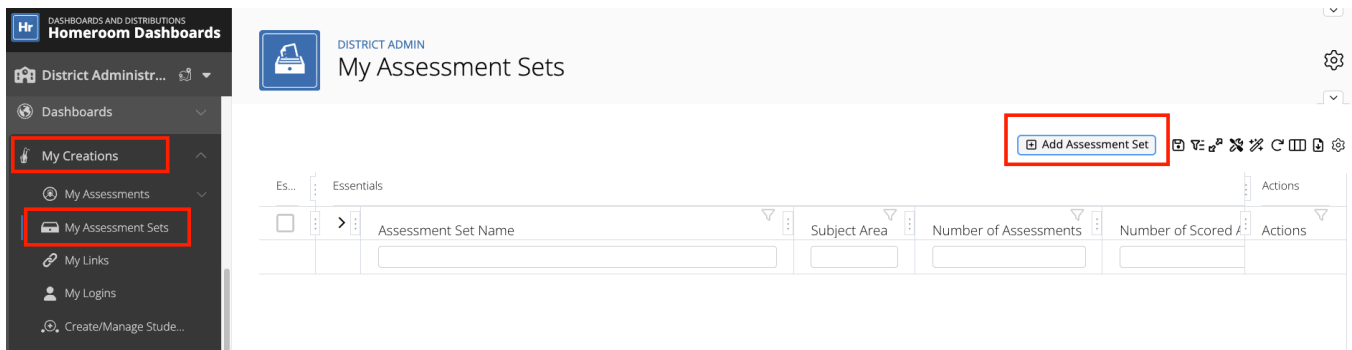 Hr
DASHBOARDS AND DISTRIBUTIONS
Homeroom Dashboards
District Administr...
Dashboards
My Creations
My Assessments
My Assessment Sets
My Links
My Logins
Create/Manage Stude...
DISTRICT ADMIN
My Assessment Sets
Add Assessment Set
Es... Essentials Actions
Assessment Set Name Subject Area Number of Assessments Number of Scored A Actions